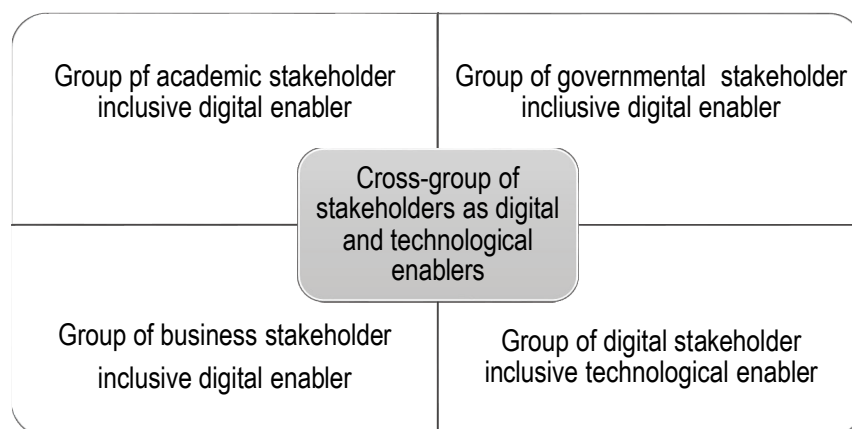 Group pf academic stakeholder
inclusive digital enabler
Group of governmental stakeholder
incliusive digital enabler
Cross-group of
stakeholders as digital
and technological
enablers
Group of business stakeholder
inclusive digital enabler
Group of digital stakeholder
inclusive technological enabler